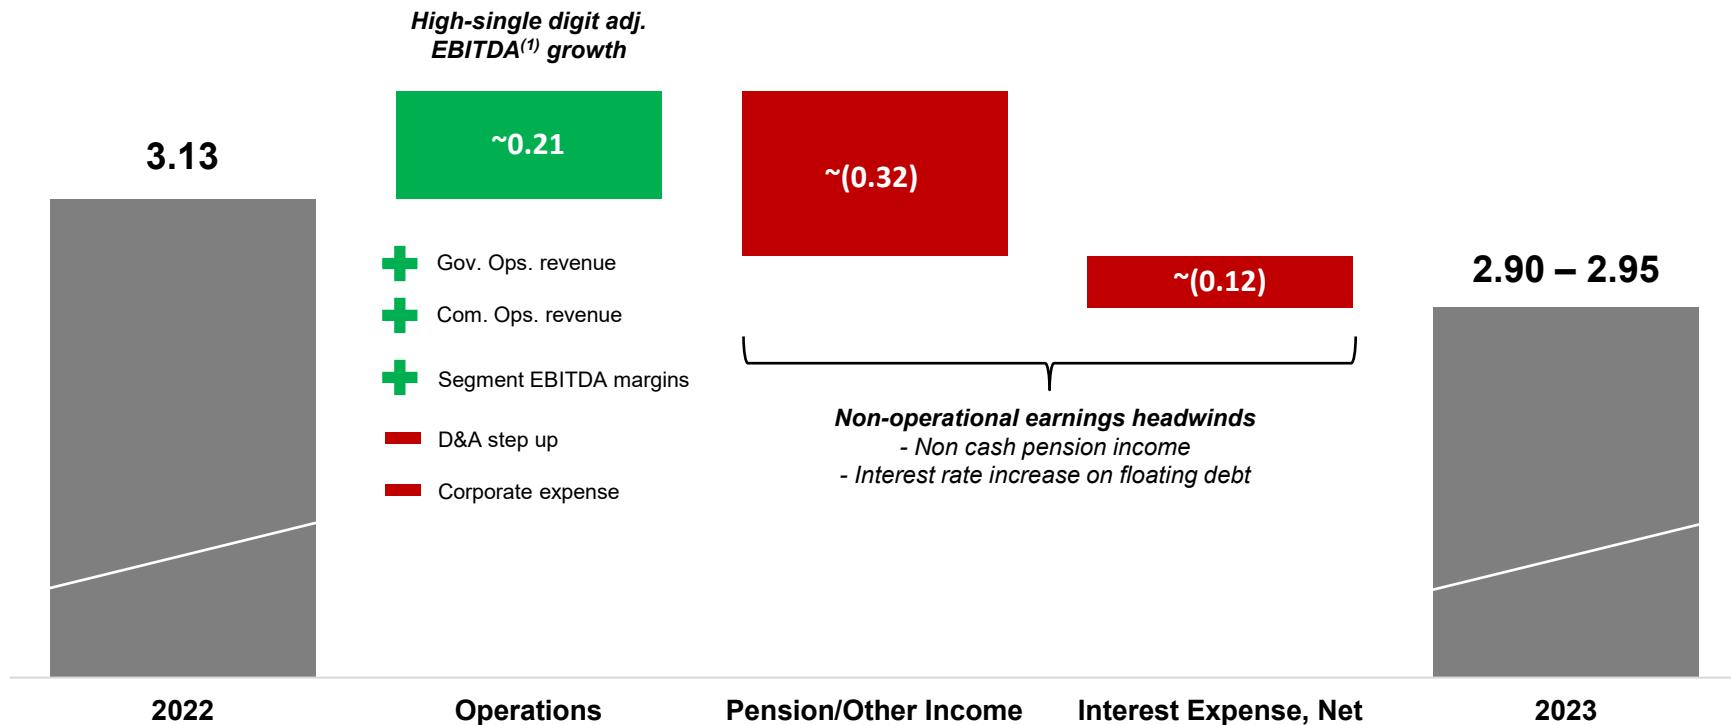 High-single digit adj.
EBITDA(1) growth
3.13
~0.21
~(0.32)
~(0.12)
2.90 – 2.95
Gov. Ops. revenue
Com. Ops. revenue
Segment EBITDA margins
D&A step up
Corporate expense
Non-operational earnings headwinds
- Non cash pension income
- Interest rate increase on floating debt
2022
Operations
Pension/Other Income
Interest Expense, Net
2023